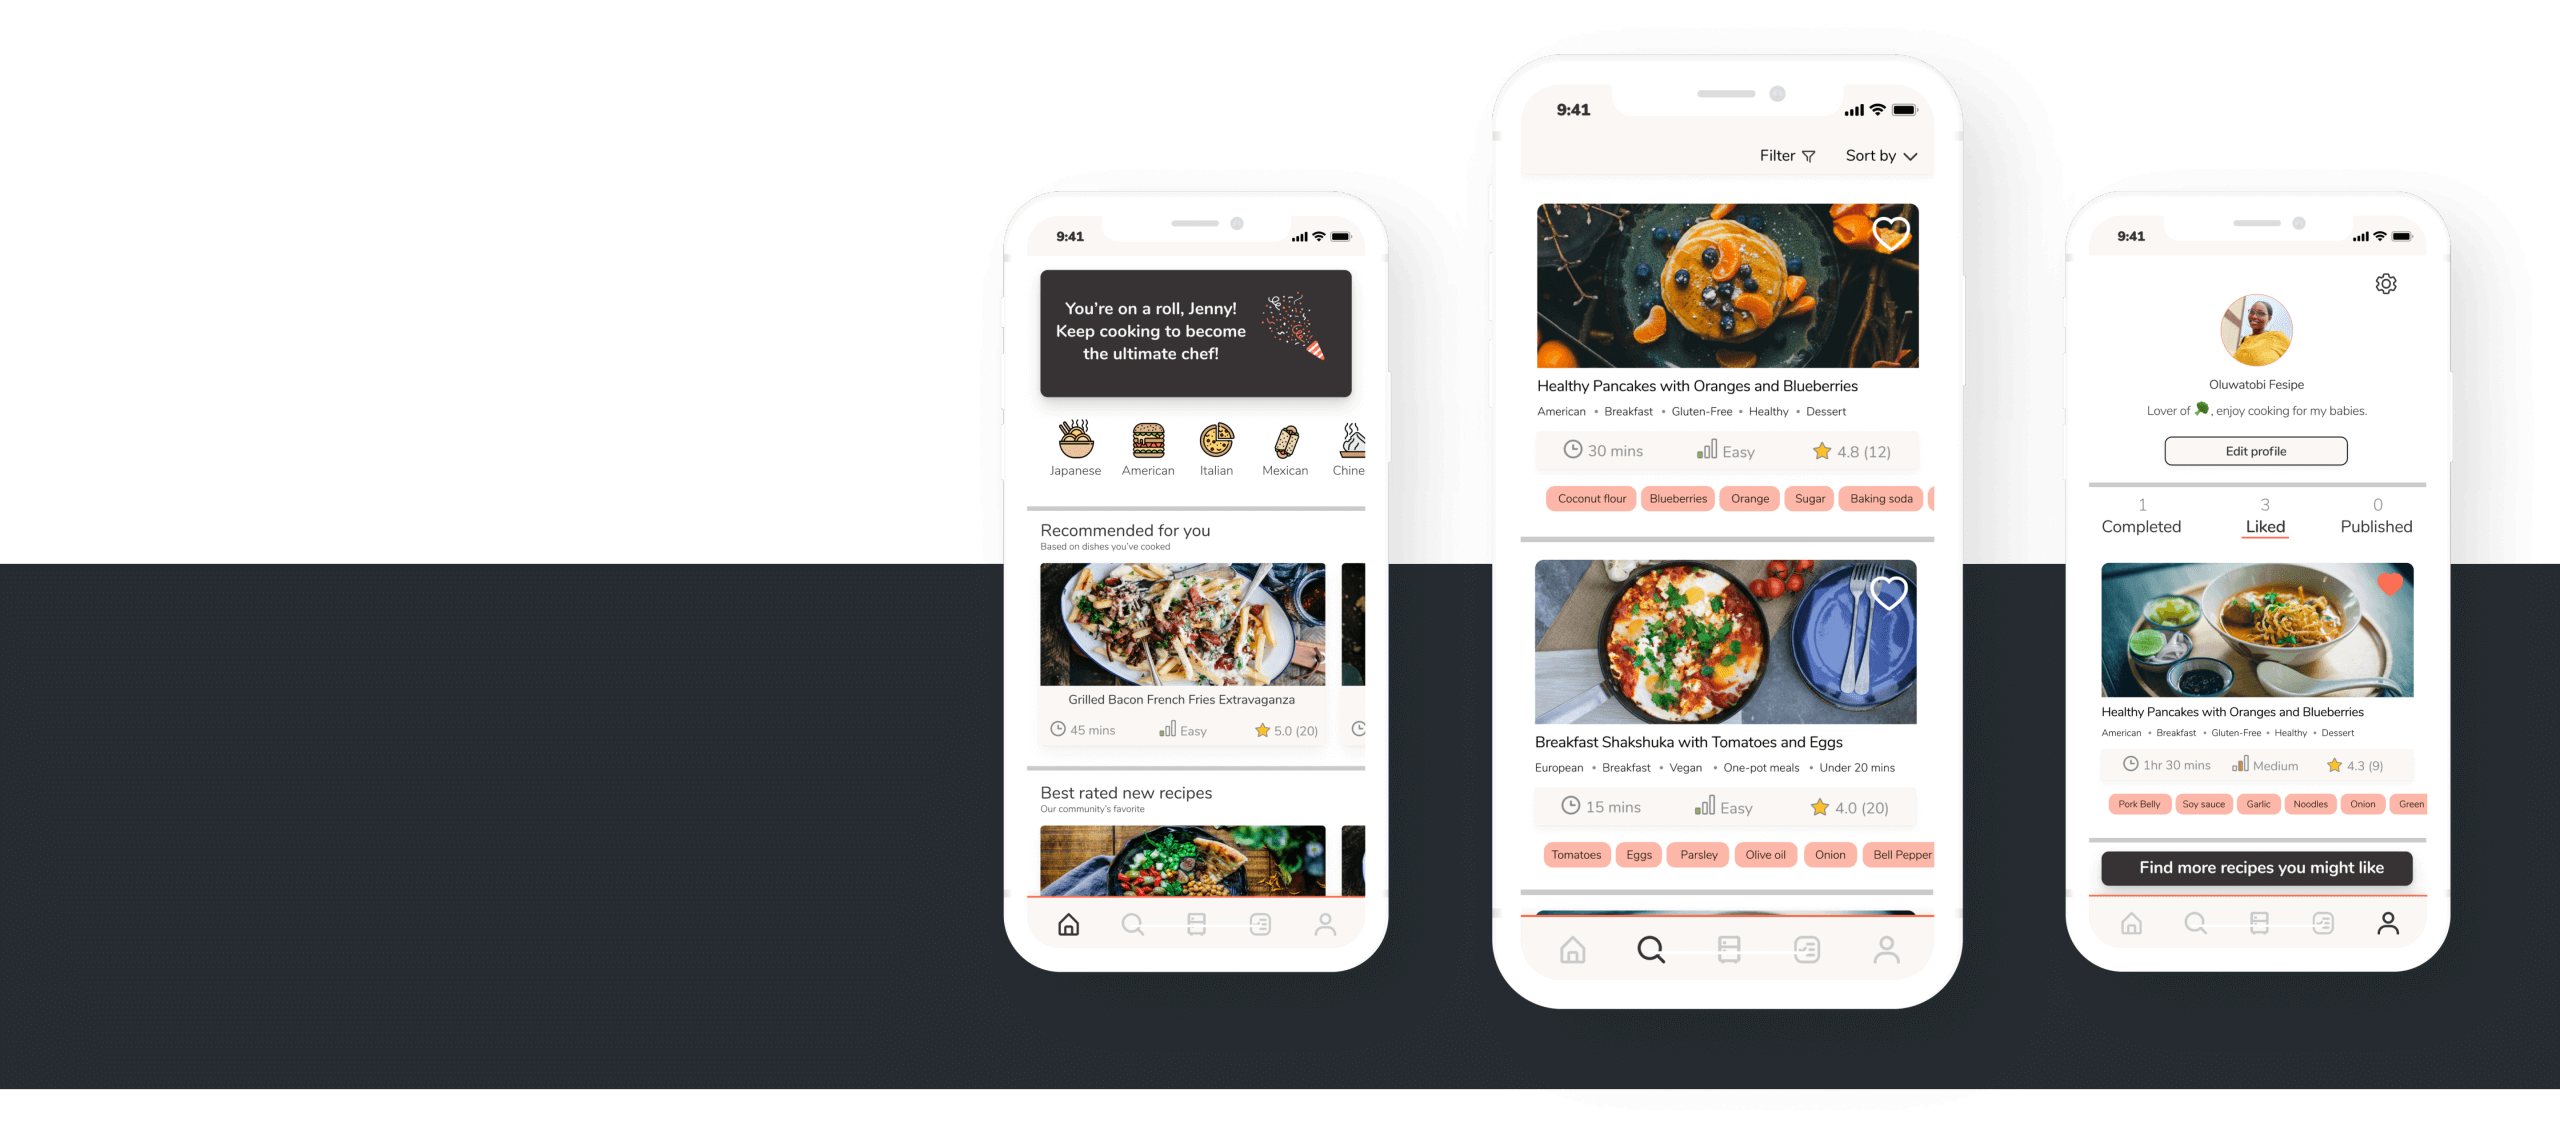 9:41
You're on a roll, Jenny!
Keep cooking to become
the ultimate chef!
Japanese American Italian Mexican Chine
Recommended for you
Based on dishes you've cooked
Grilled Bacon French Fries Extravaganza
45 mins Easy 5.0 (20)
Best rated new recipes
Our community's favorite
9:41
Filter Sort by
Healthy Pancakes with Oranges and Blueberries
American • Breakfast • Gluten-Free • Healthy • Dessert
30 mins Easy 4.8 (12)
Coconut flour Blueberries Orange Sugar Baking soda
Breakfast Shakshuka with Tomatoes and Eggs
European • Breakfast • Vegan • One-pot meals • Under 20 mins
15 mins Easy 4.0 (20)
Tomatoes Eggs Parsley Olive oil Onion Bell Pepper
9:41
Oluwatobi Fesipe
Lover of 🥦, enjoy cooking for my babies.
Edit profile
1 3 0
Completed Liked Published
Healthy Pancakes with Oranges and Blueberries
American • Breakfast • Gluten-Free • Healthy • Dessert
1hr 30 mins Medium 4.3 (9)
Pork Belly Soy sauce Garlic Noodles Onion Green
Find more recipes you might like